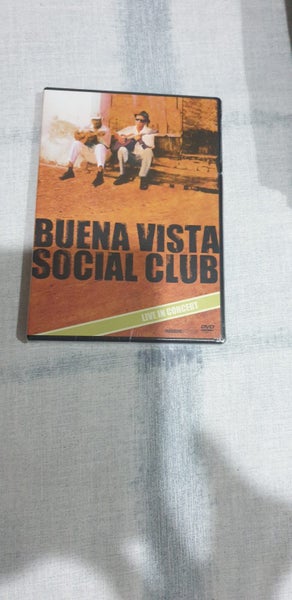 BUENA VISTA
SOCIAL CLUB
LIVE IN CONCERT
DVD